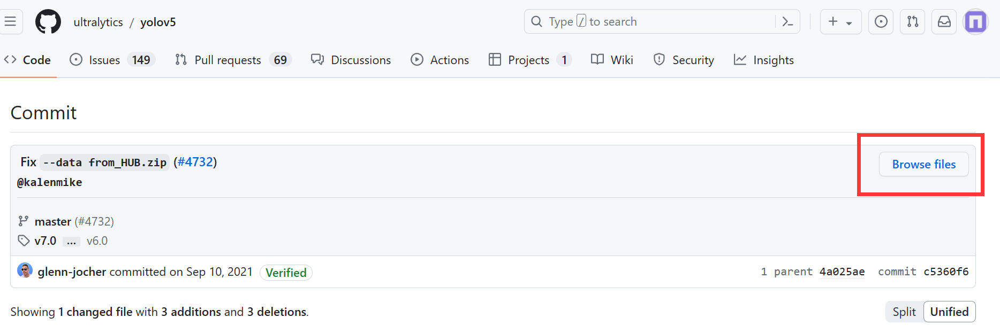 ultralytics / yolov5
Type / to search
Code Issues 149 Pull requests 69 Discussions Actions Projects 1 Wiki Security Insights
Commit
Fix --data from_HUB.zip (#4732)
Browse files
@kalenmike
master (#4732)
v7.0 ... v6.0
glenn-jocher committed on Sep 10, 2021 Verified
1 parent 4a025ae commit c5360f6
Showing 1 changed file with 3 additions and 3 deletions.
Split Unified